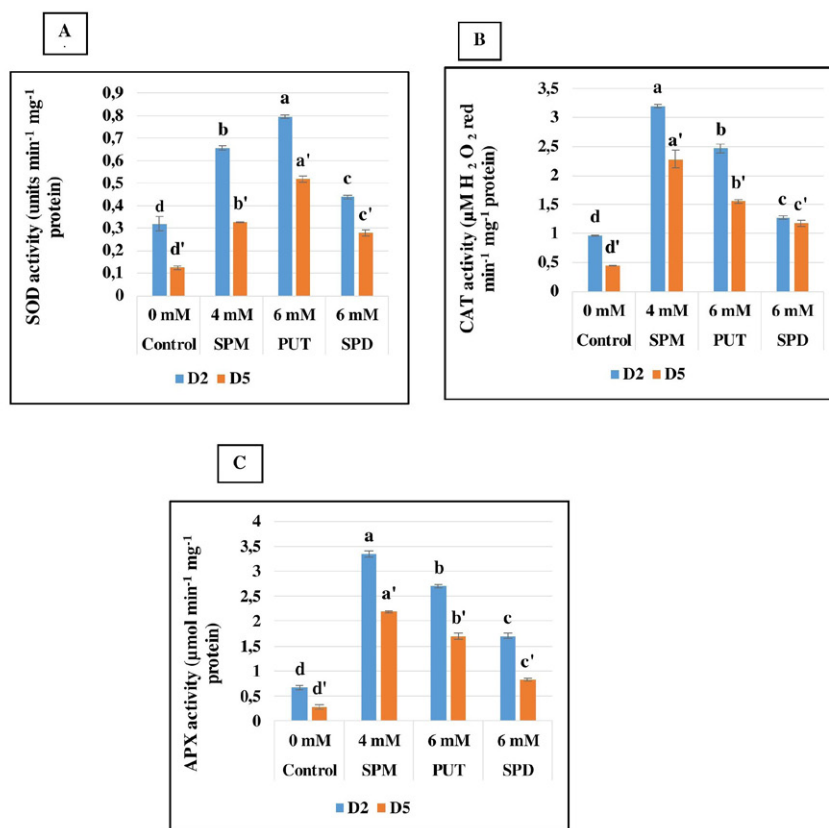 A
.
SOD activity (units min⁻¹ mg⁻¹
protein)
0,9
0,8
0,7
0,6
0,5
0,4
0,3
0,2
0,1
0
d
d'
b
b'
a
a'
c
c'
0 mM 4 mM 6 mM 6 mM
Control SPM PUT SPD
D2 D5
B
CAT activity (µM H ₂ O ₂ red
min⁻¹ mg⁻¹ protein)
3,5
3
2,5
2
1,5
1
0,5
0
d
d'
a
a'
b
b'
c c'
0 mM 4 mM 6 mM 6 mM
Control SPM PUT SPD
D2 D5
C
APX activity (µmol min⁻¹ mg⁻¹
protein)
4
3,5
3
2,5
2
1,5
1
0,5
0
d
d'
a
a'
b
b'
c
c'
0 mM 4 mM 6 mM 6 mM
Control SPM PUT SPD
D2 D5